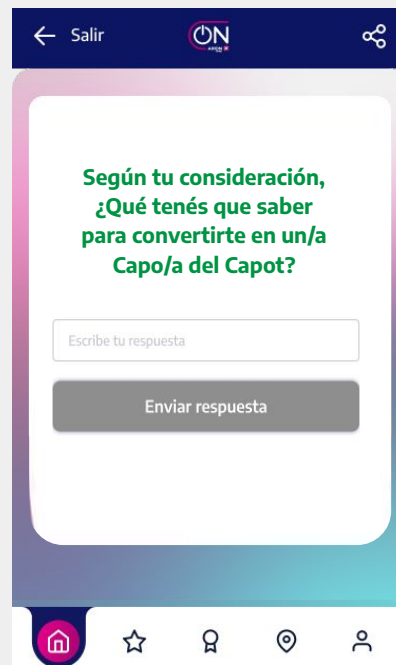 Salir
ON
Según tu consideración,
¿Qué tenés que saber
para convertirte en un/a
Capo/a del Capot?
Escribe tu respuesta
Enviar respuesta